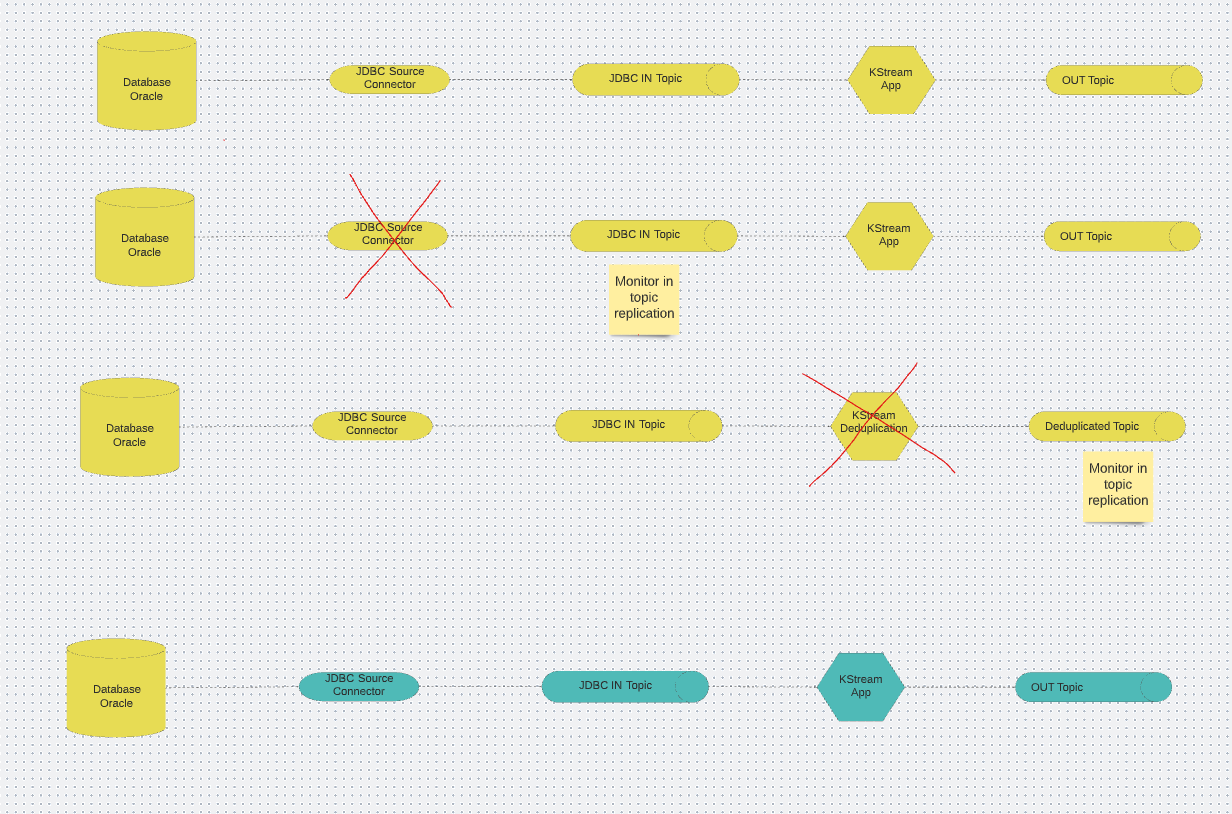 Database
Oracle
JDBC Source
Connector
JDBC IN Topic
KStream
App
OUT Topic
Database
Oracle
JDBC Source
Connector
JDBC IN Topic
KStream
App
OUT Topic
Monitor in
topic
replication
Database
Oracle
JDBC Source
Connector
JDBC IN Topic
KStream
Deduplication
Deduplicated Topic
Monitor in
topic
replication
Database
Oracle
JDBC Source
Connector
JDBC IN Topic
KStream
App
OUT Topic